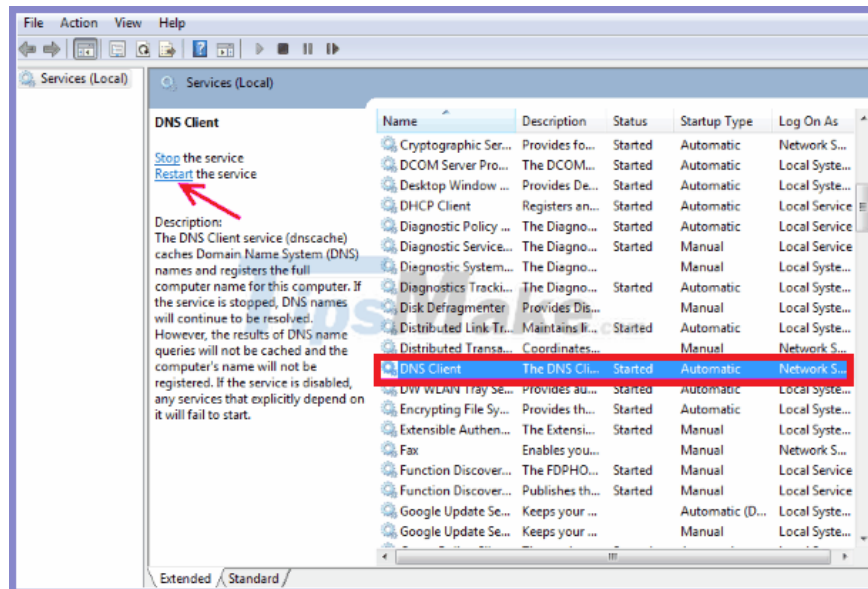 File Action View Help
Services (Local)
Services (Local)
DNS Client
Stop the service
Restart the service
Description:
The DNS Client service (dnscache)
caches Domain Name System (DNS)
names and registers the full
computer name for this computer. If
the service is stopped, DNS names
will continue to be resolved.
However, the results of DNS name
queries will not be cached and the
computer's name will not be
registered. If the service is disabled,
any services that explicitly depend on
it will fail to start.
Name Description Status Startup Type Log On As
Cryptographic Ser... Provides fo... Started Automatic Network S...
DCOM Server Pro... The DCOM... Started Automatic Local Syste...
Desktop Window ... Provides De... Started Automatic Local Syste...
DHCP Client Registers an... Started Automatic Local Service
Diagnostic Policy ... The Diagno... Started Automatic Local Service
Diagnostic Service... The Diagno... Started Manual Local Service
Diagnostic System... The Diagno... Manual Local Syste...
Diagnostics Tracki... The Diagno... Started Automatic Local Syste...
Disk Defragmenter Provides Dis... Manual Local Syste...
Distributed Link Tr... Maintains li... Started Automatic Local Syste...
Distributed Transa... Coordinates... Manual Network S...
DNS Client The DNS Cli... Started Automatic Network S...
DW WLAN Tray Se... Provides au... Started Automatic Local Syste...
Encrypting File Sy... Provides th... Started Automatic Local Syste...
Extensible Authen... The Extensi... Started Manual Local Syste...
Fax Enables you... Manual Network S...
Function Discover... The FDPHO... Started Manual Local Service
Function Discover... Publishes th... Started Manual Local Service
Google Update Se... Keeps your ... Automatic (D... Local Syste...
Google Update Se... Keeps your ... Manual Local Syste...
Extended Standard
TipsMake.com